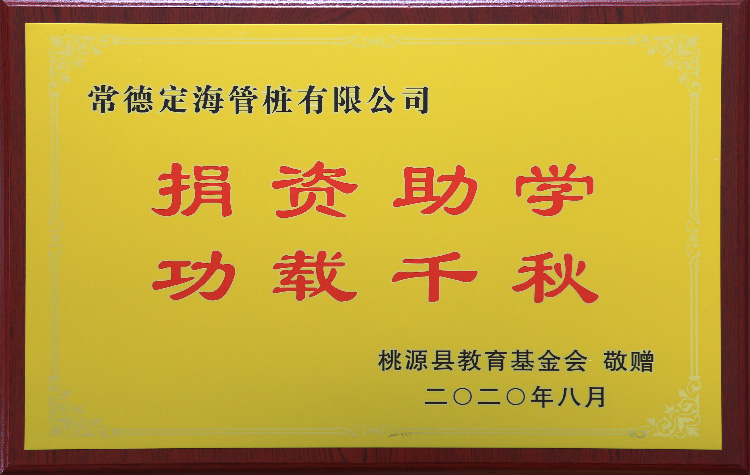 常德定海管桩有限公司
捐资助学
功载千秋
桃源县教育基金会 敬赠
二〇二〇年八月